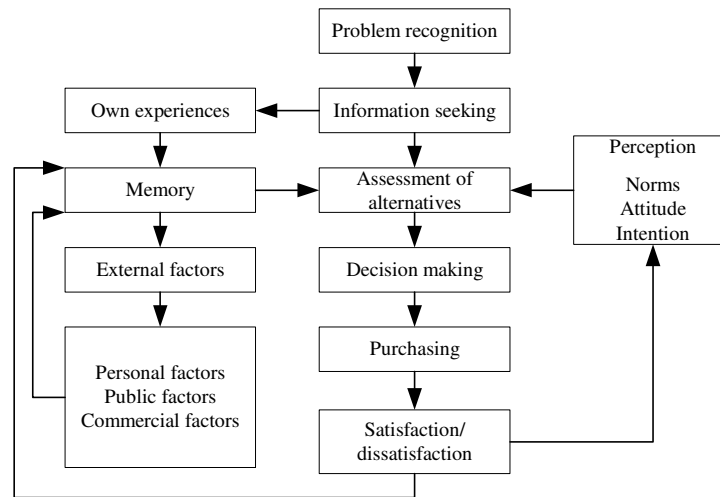 Problem recognition
Own experiences
Information seeking
Memory
Assessment of
alternatives
Perception
Norms
Attitude
Intention
External factors
Decision making
Personal factors
Public factors
Commercial factors
Purchasing
Satisfaction/
dissatisfaction